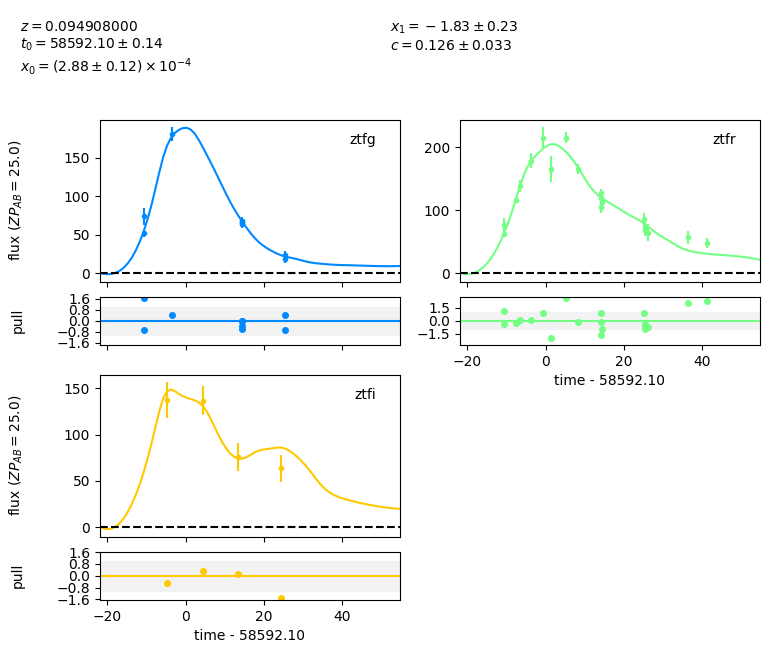 z = 0.094908000
t₀ = 58592.10 ± 0.14
x₀ = (2.88 ± 0.12) × 10⁻⁴
x₁ = −1.83 ± 0.23
c = 0.126 ± 0.033
ztfg
flux (ZP_AB = 25.0)
150
100
50
0
pull
1.6
0.8
0.0
−0.8
−1.6
ztfr
200
100
0
1.5
0.0
−1.5
−20 0 20 40
time - 58592.10
ztfi
flux (ZP_AB = 25.0)
150
100
50
0
pull
1.6
0.8
0.0
−0.8
−1.6
−20 0 20 40
time - 58592.10